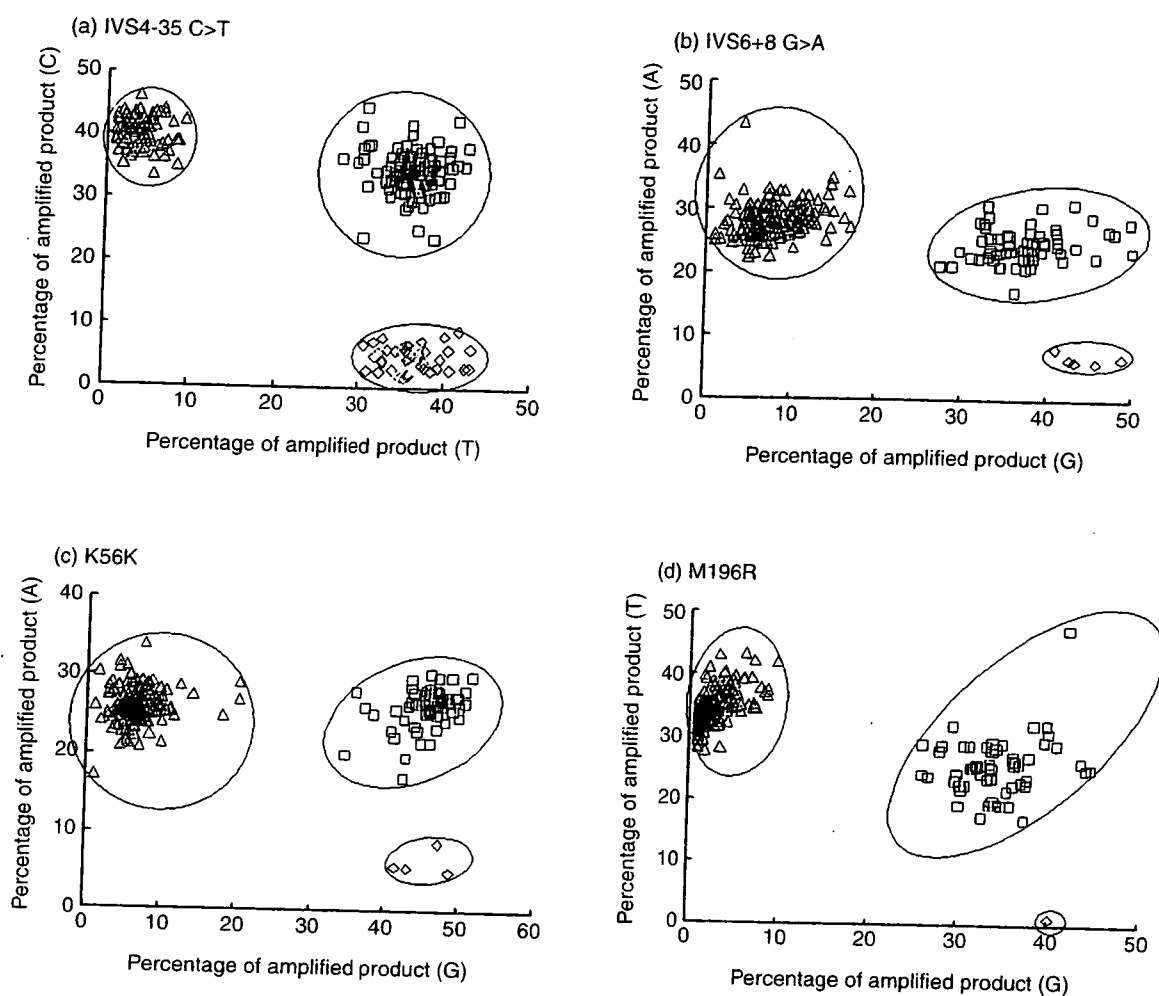 (a) IVS4-35 C>T
Percentage of amplified product (C)
50
40
30
20
10
0
0 10 20 30 40 50
Percentage of amplified product (T)
(b) IVS6+8 G>A
Percentage of amplified product (A)
50
40
30
20
10
0
0 10 20 30 40 50
Percentage of amplified product (G)
(c) K56K
Percentage of amplified product (A)
40
30
20
10
0
0 10 20 30 40 50 60
Percentage of amplified product (G)
(d) M196R
Percentage of amplified product (T)
50
40
30
20
10
0
0 10 20 30 40 50
Percentage of amplified product (G)